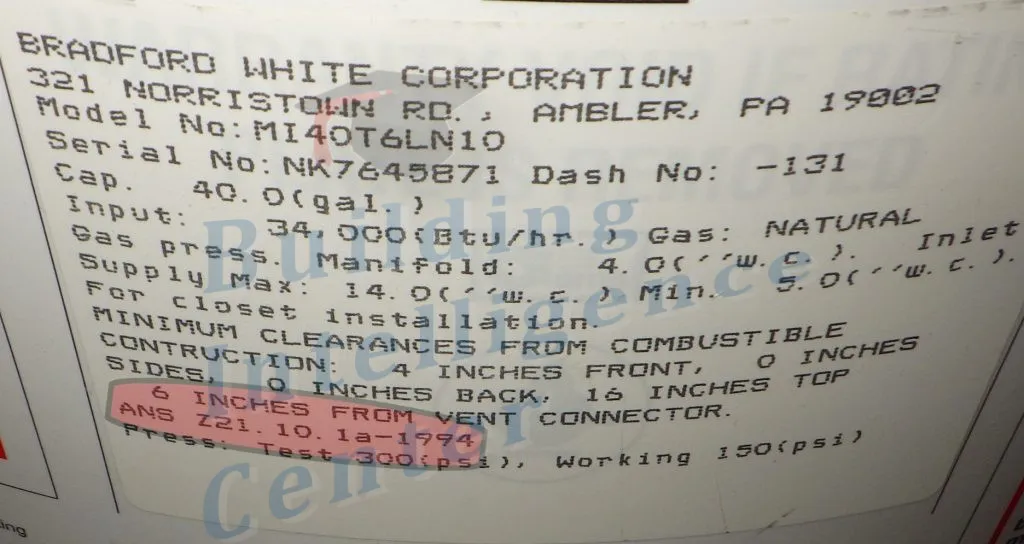 BRADFORD WHITE CORPORATION
321 NORRISTOWN RD., AMBLER, PA 19002
Model No:MI40T6LN10
Serial No:NK7645871 Dash No: -131
Cap. 40.0(gal.)
Input: 34,000(Btu/hr.) Gas: NATURAL
Gas press. Manifold: 4.0(''w.c.). Inlet
Supply Max: 14.0(''w.c.) Min. 5.0(''w.c.).
For closet installation.
MINIMUM CLEARANCES FROM COMBUSTIBLE
CONTRUCTION: 4 INCHES FRONT, 0 INCHES
SIDES, 0 INCHES BACK, 16 INCHES TOP
6 INCHES FROM VENT CONNECTOR.
ANS Z21.10.1a-1994
Press: Test 300(psi), Working 150(psi)
Building
Intelligence
Center